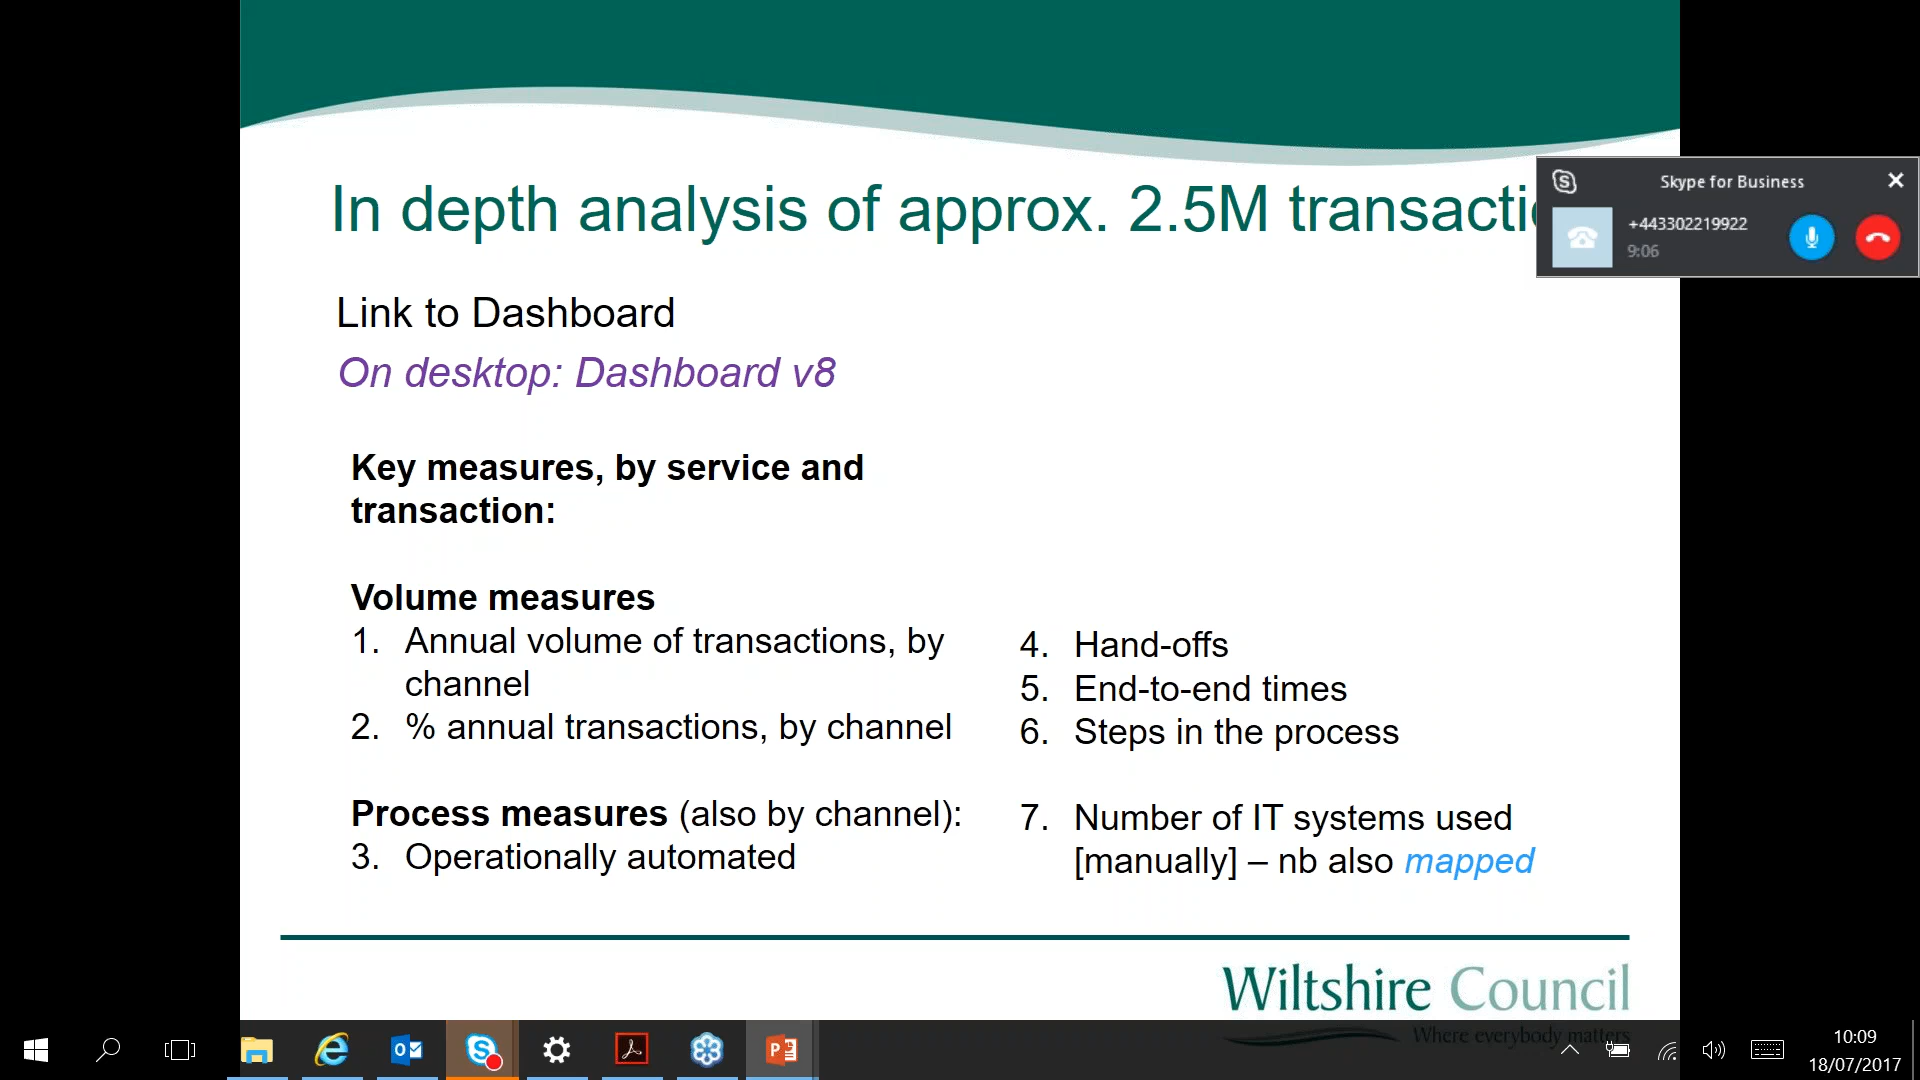 In depth analysis of approx. 2.5M transacti
Skype for Business
+443302219922
9:06
Link to Dashboard
On desktop: Dashboard v8
Key measures, by service and
transaction:
Volume measures
1. Annual volume of transactions, by
channel
2. % annual transactions, by channel
Process measures (also by channel):
3. Operationally automated
4. Hand-offs
5. End-to-end times
6. Steps in the process
7. Number of IT systems used
[manually] – nb also mapped
Wiltshire Council
Where everybody matters
10:09
18/07/2017